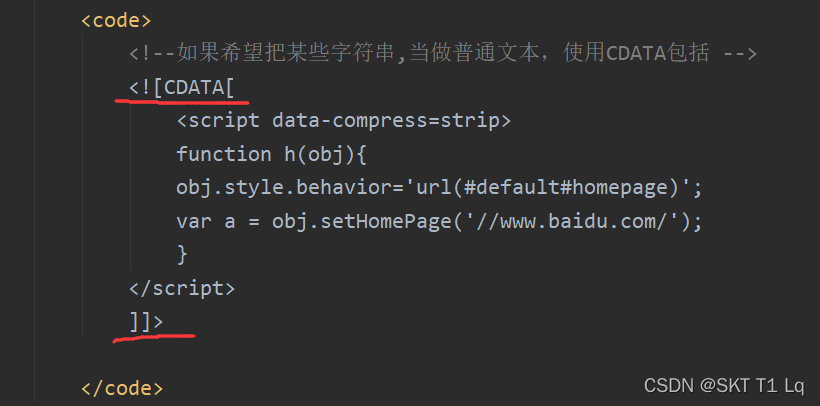 <code>
<!--如果希望把某些字符串,当做普通文本，使用CDATA包括 -->
<![CDATA[
<script data-compress=strip>
function h(obj){
obj.style.behavior='url(#default#homepage)';
var a = obj.setHomePage('//www.baidu.com/');
}
</script>
]]>
</code>
CSDN @SKT T1 Lq